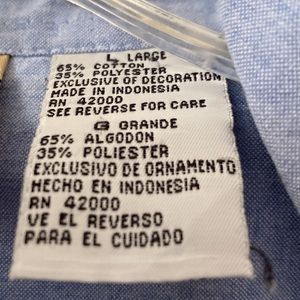 L LARGE
65% COTTON
35% POLYESTER
EXCLUSIVE OF DECORATION
MADE IN INDONESIA
RN 42000
SEE REVERSE FOR CARE
G GRANDE
65% ALGODON
35% POLIESTER
EXCLUSIVO DE ORNAMENTO
HECHO EN INDONESIA
RN 42000
VE EL REVERSO
PARA EL CUIDADO